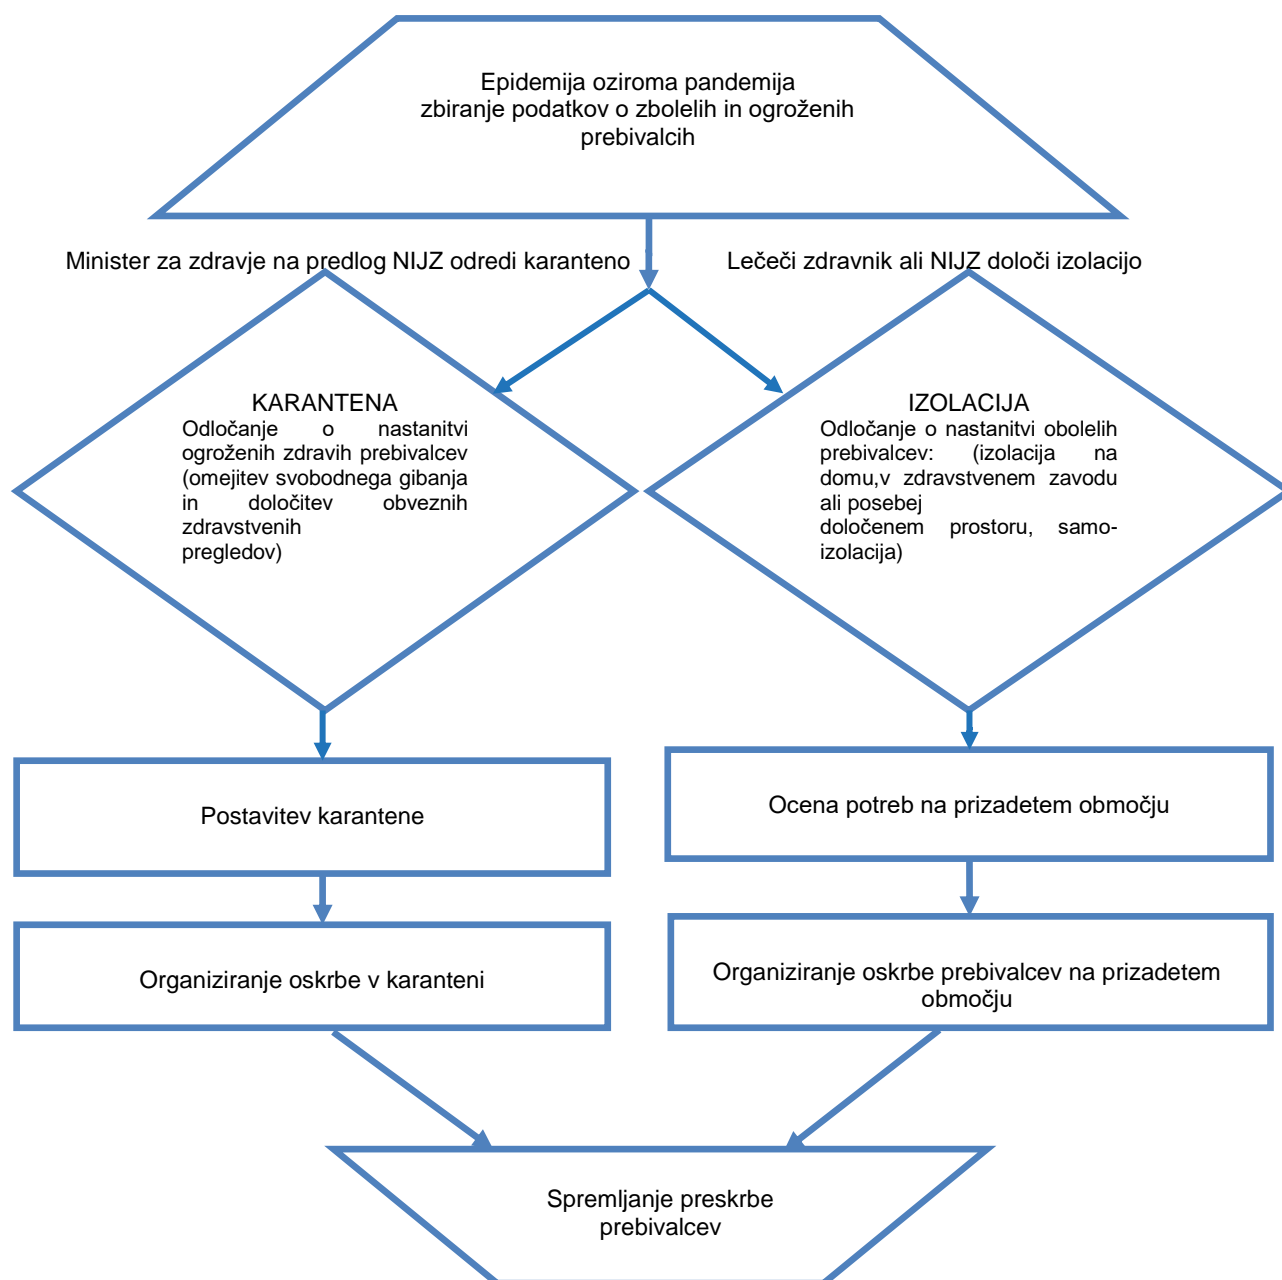 Epidemija oziroma pandemija
zbiranje podatkov o zbolelih in ogroženih
prebivalcih
Minister za zdravje na predlog NIJZ odredi karanteno
Lečeči zdravnik ali NIJZ določi izolacijo
KARANTENA
Odločanje o nastanitvi
ogroženih zdravih prebivalcev
(omejitev svobodnega gibanja
in določitev obveznih
zdravstvenih
pregledov)
IZOLACIJA
Odločanje o nastanitvi obolelih
prebivalcev: (izolacija na
domu,v zdravstvenem zavodu
ali posebej
določenem prostoru, samo-
izolacija)
Postavitev karantene
Ocena potreb na prizadetem območju
Organiziranje oskrbe v karanteni
Organiziranje oskrbe prebivalcev na prizadetem
območju
Spremljanje preskrbe
prebivalcev